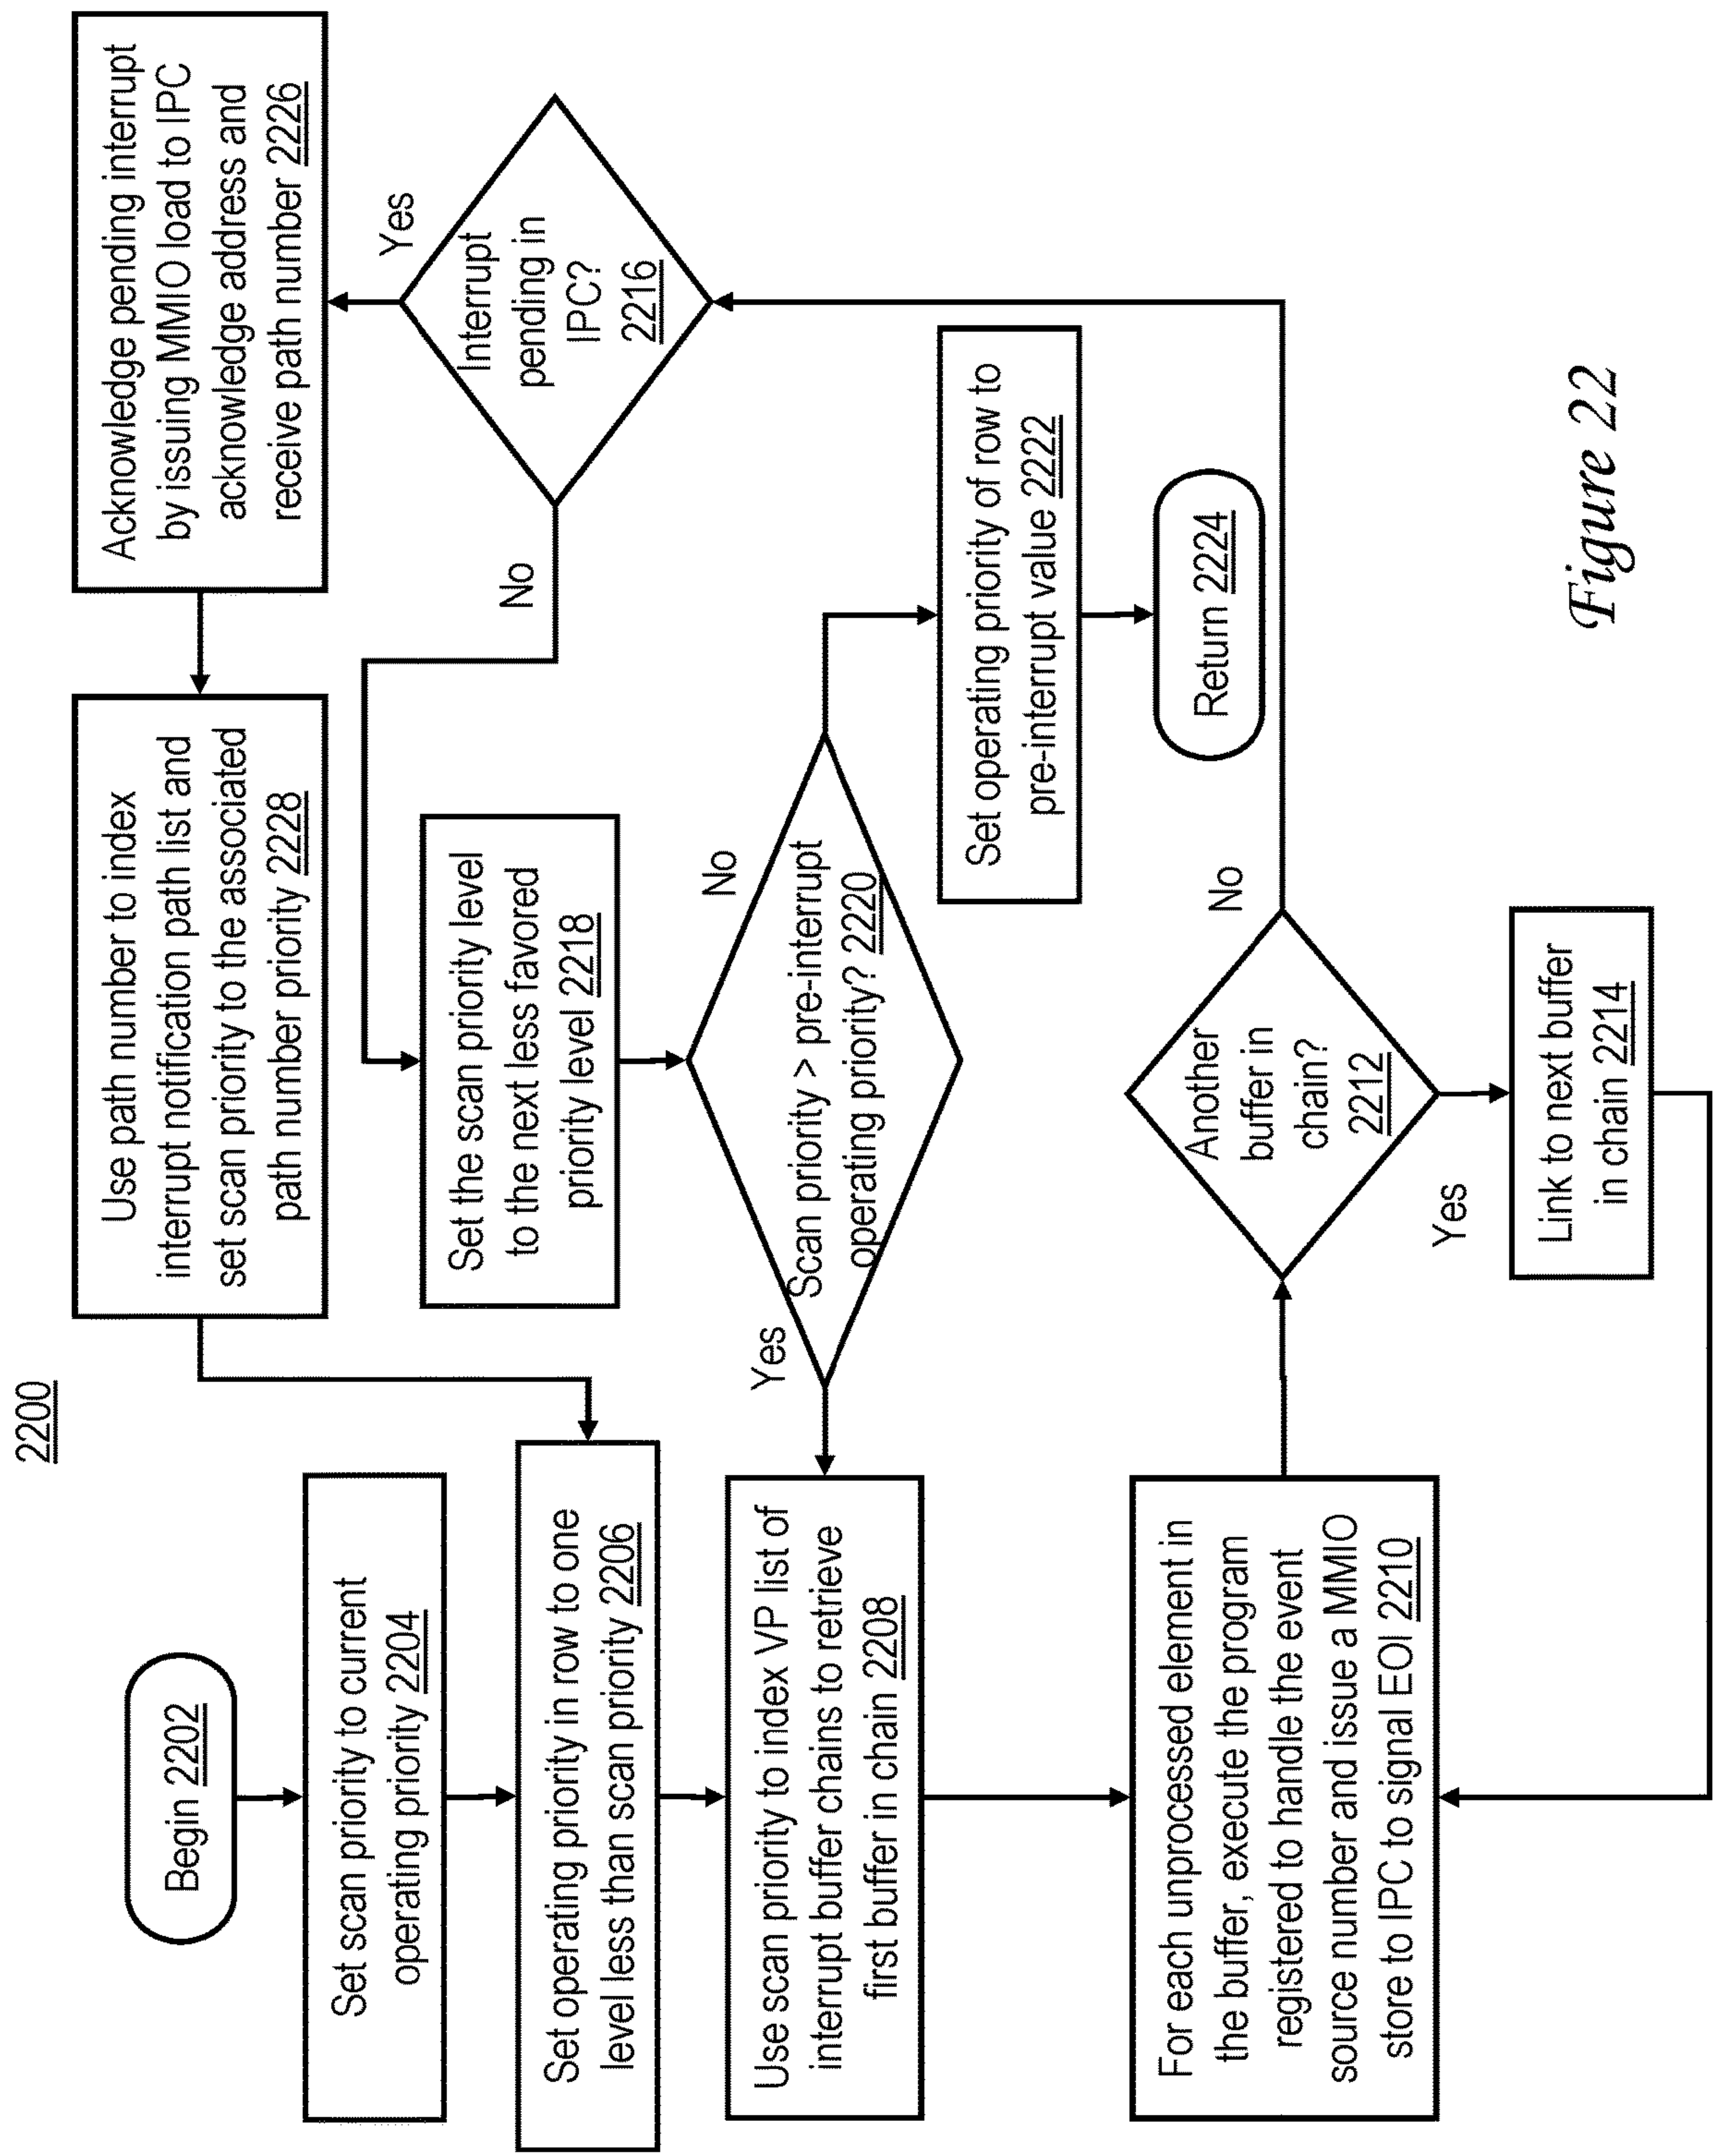 2200
Begin 2202
Set scan priority to current
operating priority 2204
Set operating priority in row to one
level less than scan priority 2206
Use scan priority to index VP list of
interrupt buffer chains to retrieve
first buffer in chain 2208
For each unprocessed element in
the buffer, execute the program
registered to handle the event
source number and issue a MMIO
store to IPC to signal EOI 2210
Another
buffer in
chain?
2212
Yes
No
Link to next buffer
in chain 2214
Use path number to index
interrupt notification path list and
set scan priority to the associated
path number priority 2228
Set the scan priority level
to the next less favored
priority level 2218
Scan priority > pre-interrupt
operating priority? 2220
Yes
No
Set operating priority of row to
pre-interrupt value 2222
Return 2224
Acknowledge pending interrupt
by issuing MMIO load to IPC
acknowledge address and
receive path number 2226
Interrupt
pending in
IPC?
2216
Yes
No
Figure 22